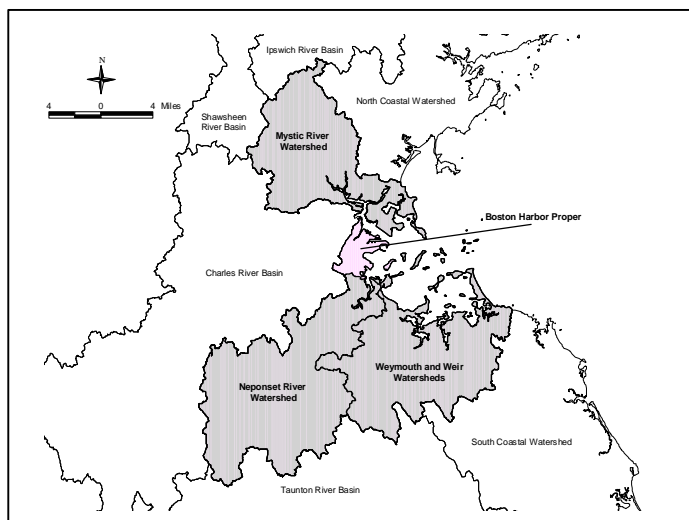 Ipswich River Basin
N
North Coastal Watershed
4 0 4 Miles
Shawsheen
River Basin
Mystic River
Watershed
Boston Harbor Proper
Charles River Basin
Weymouth and Weir
Watersheds
Neponset River
Watershed
South Coastal Watershed
Taunton River Basin